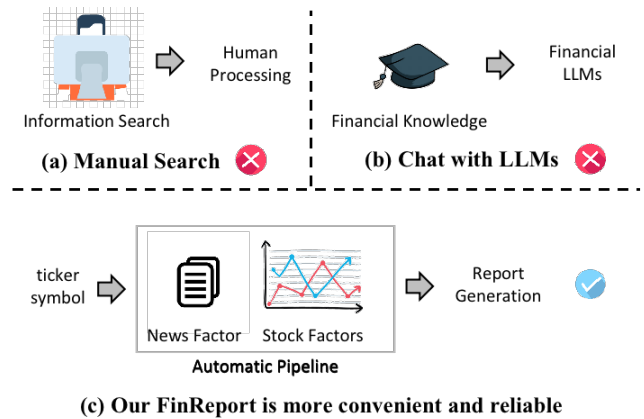 Information Search
Human
Processing
(a) Manual Search
Financial Knowledge
Financial
LLMs
(b) Chat with LLMs
ticker
symbol
News Factor
Stock Factors
Automatic Pipeline
Report
Generation
(c) Our FinReport is more convenient and reliable